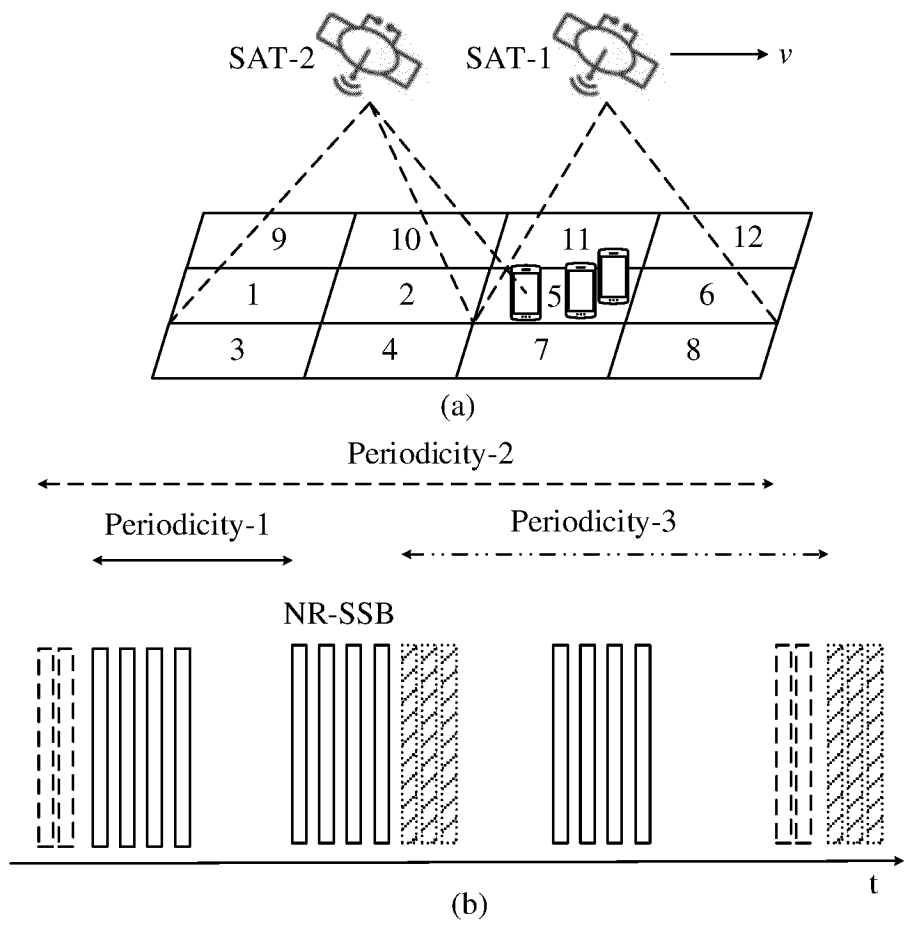 SAT-2 SAT-1 v
9 10 11 12
1 2 5 6
3 4 7 8
(a)
Periodicity-2
Periodicity-1 Periodicity-3
NR-SSB
t
(b)